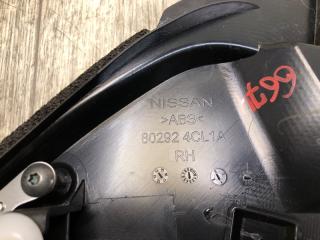 NISSAN
>ABS<
80292 4CL1A
RH
t99